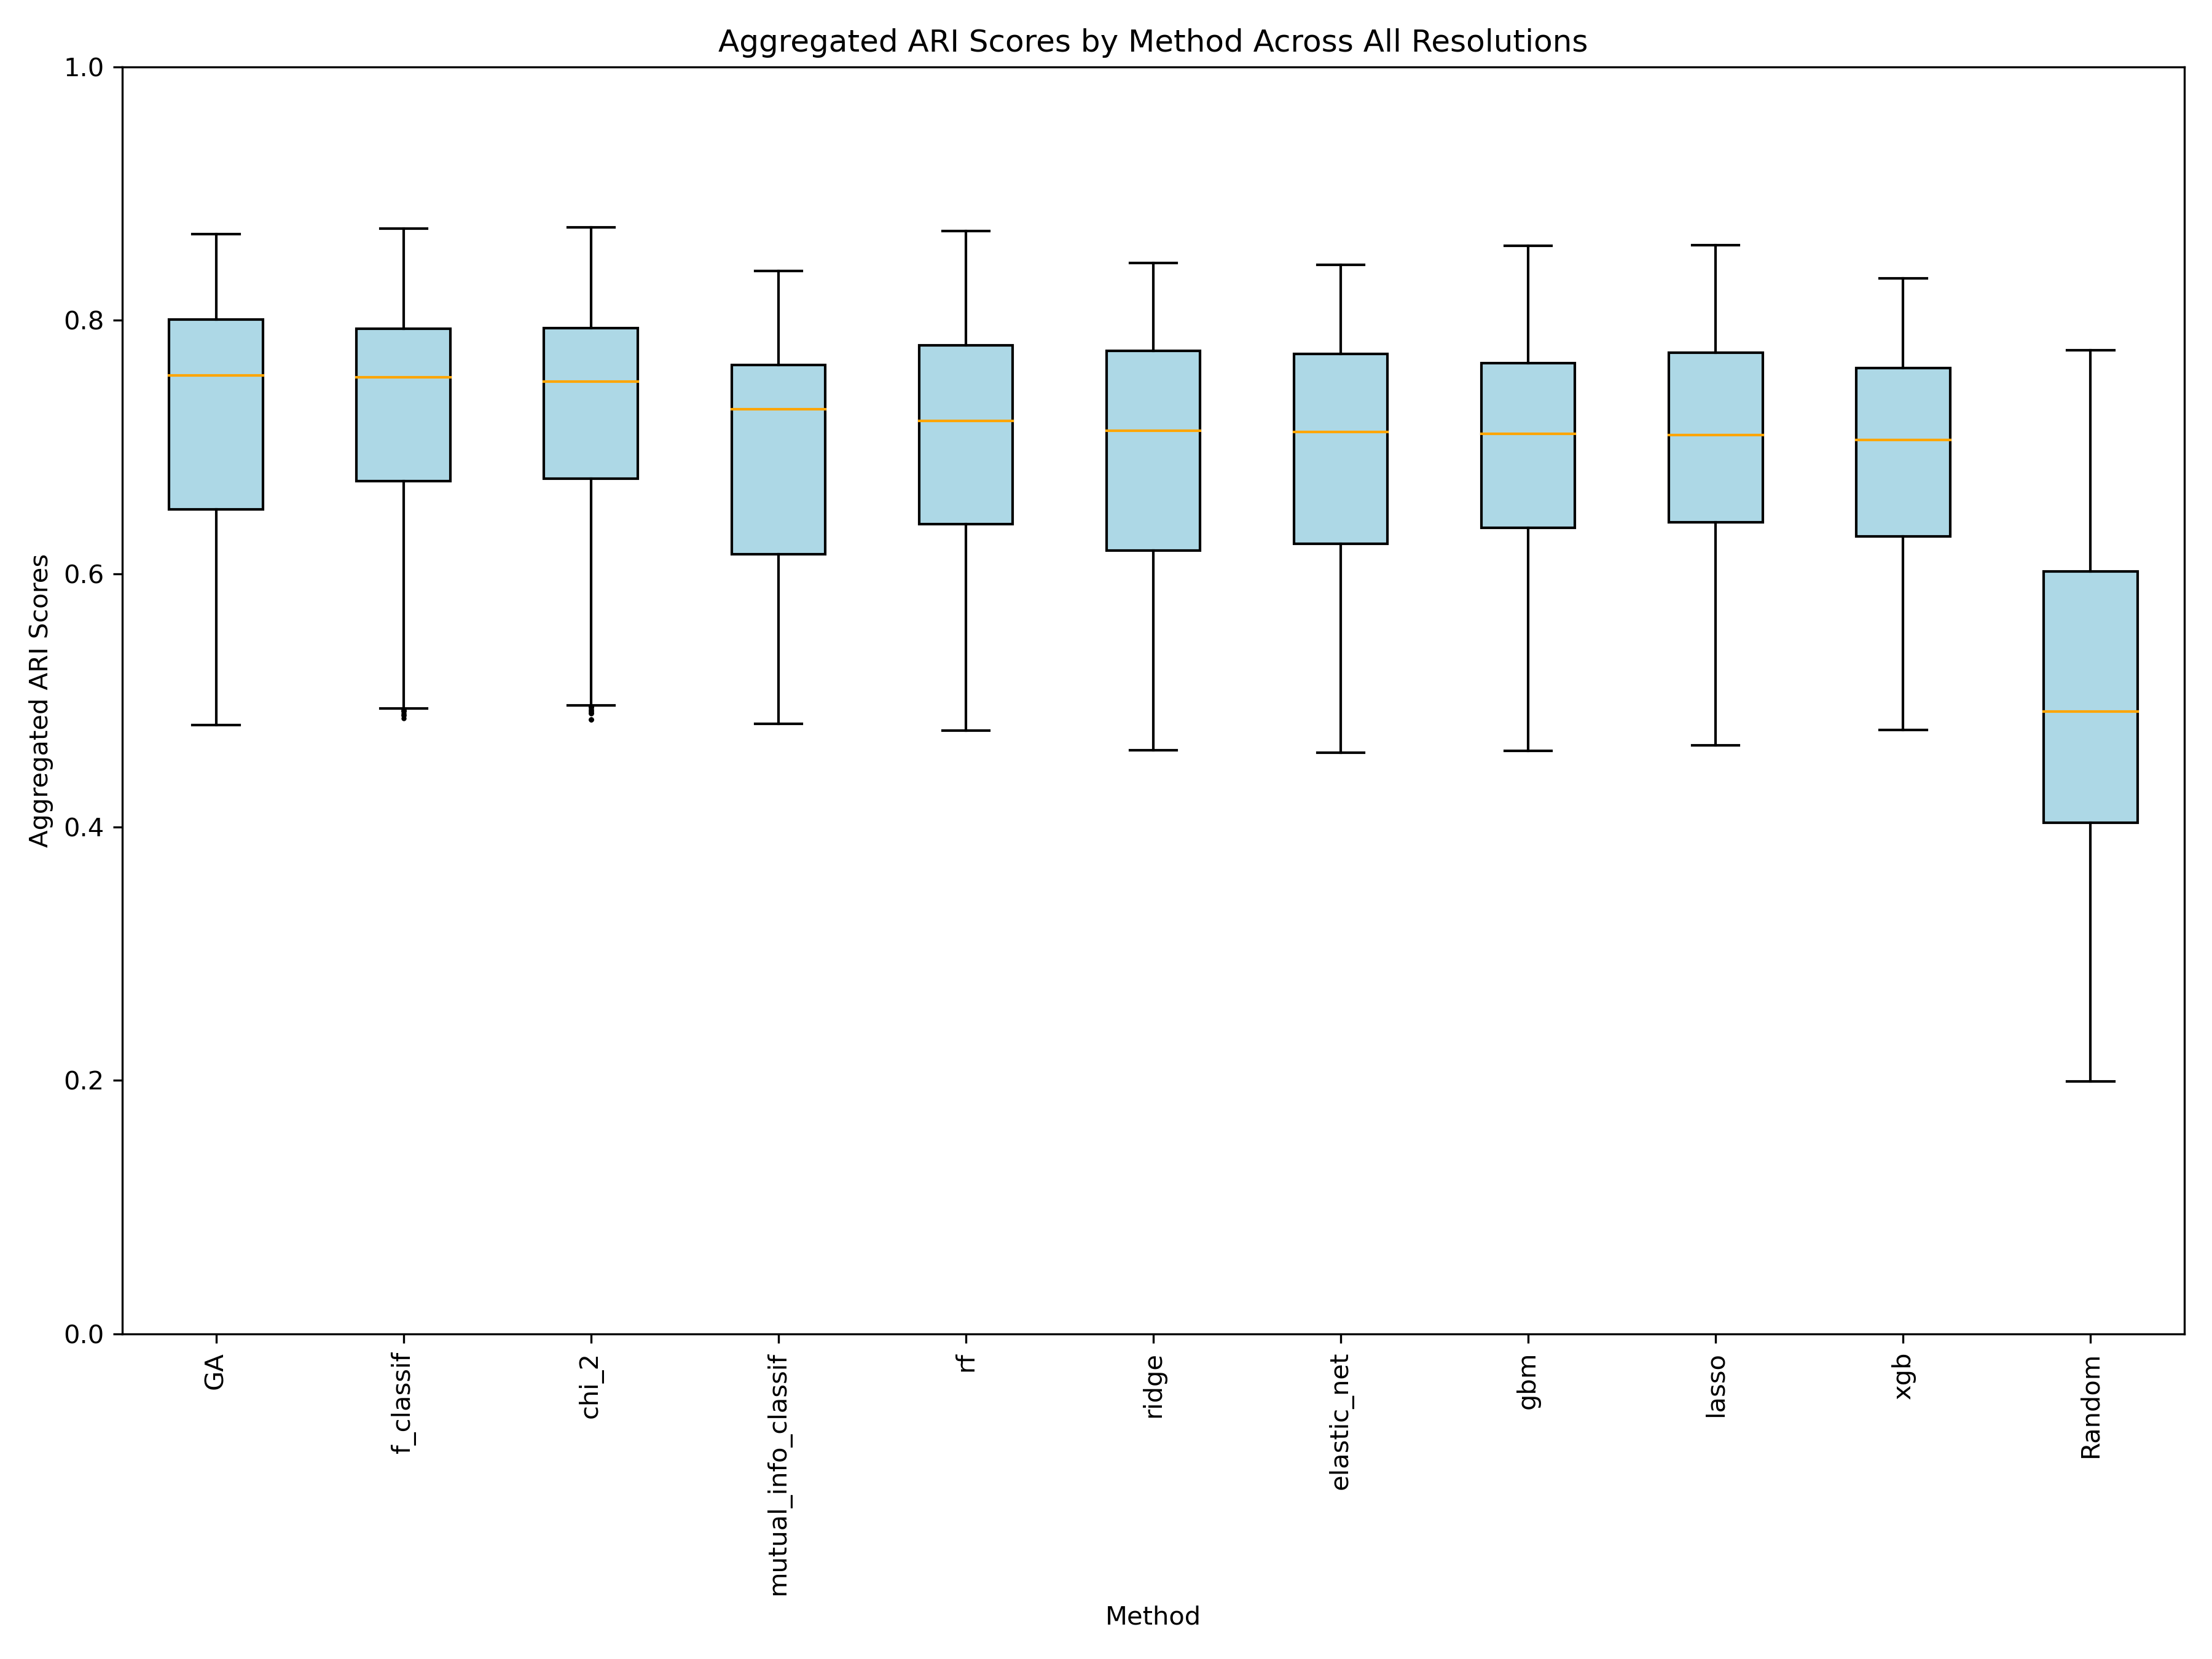 Aggregated ARI Scores by Method Across All Resolutions
1.0
0.8
0.6
0.4
0.2
0.0
Aggregated ARI Scores
GA
f_classif
chi_2
mutual_info_classif
rf
ridge
elastic_net
gbm
lasso
xgb
Random
Method